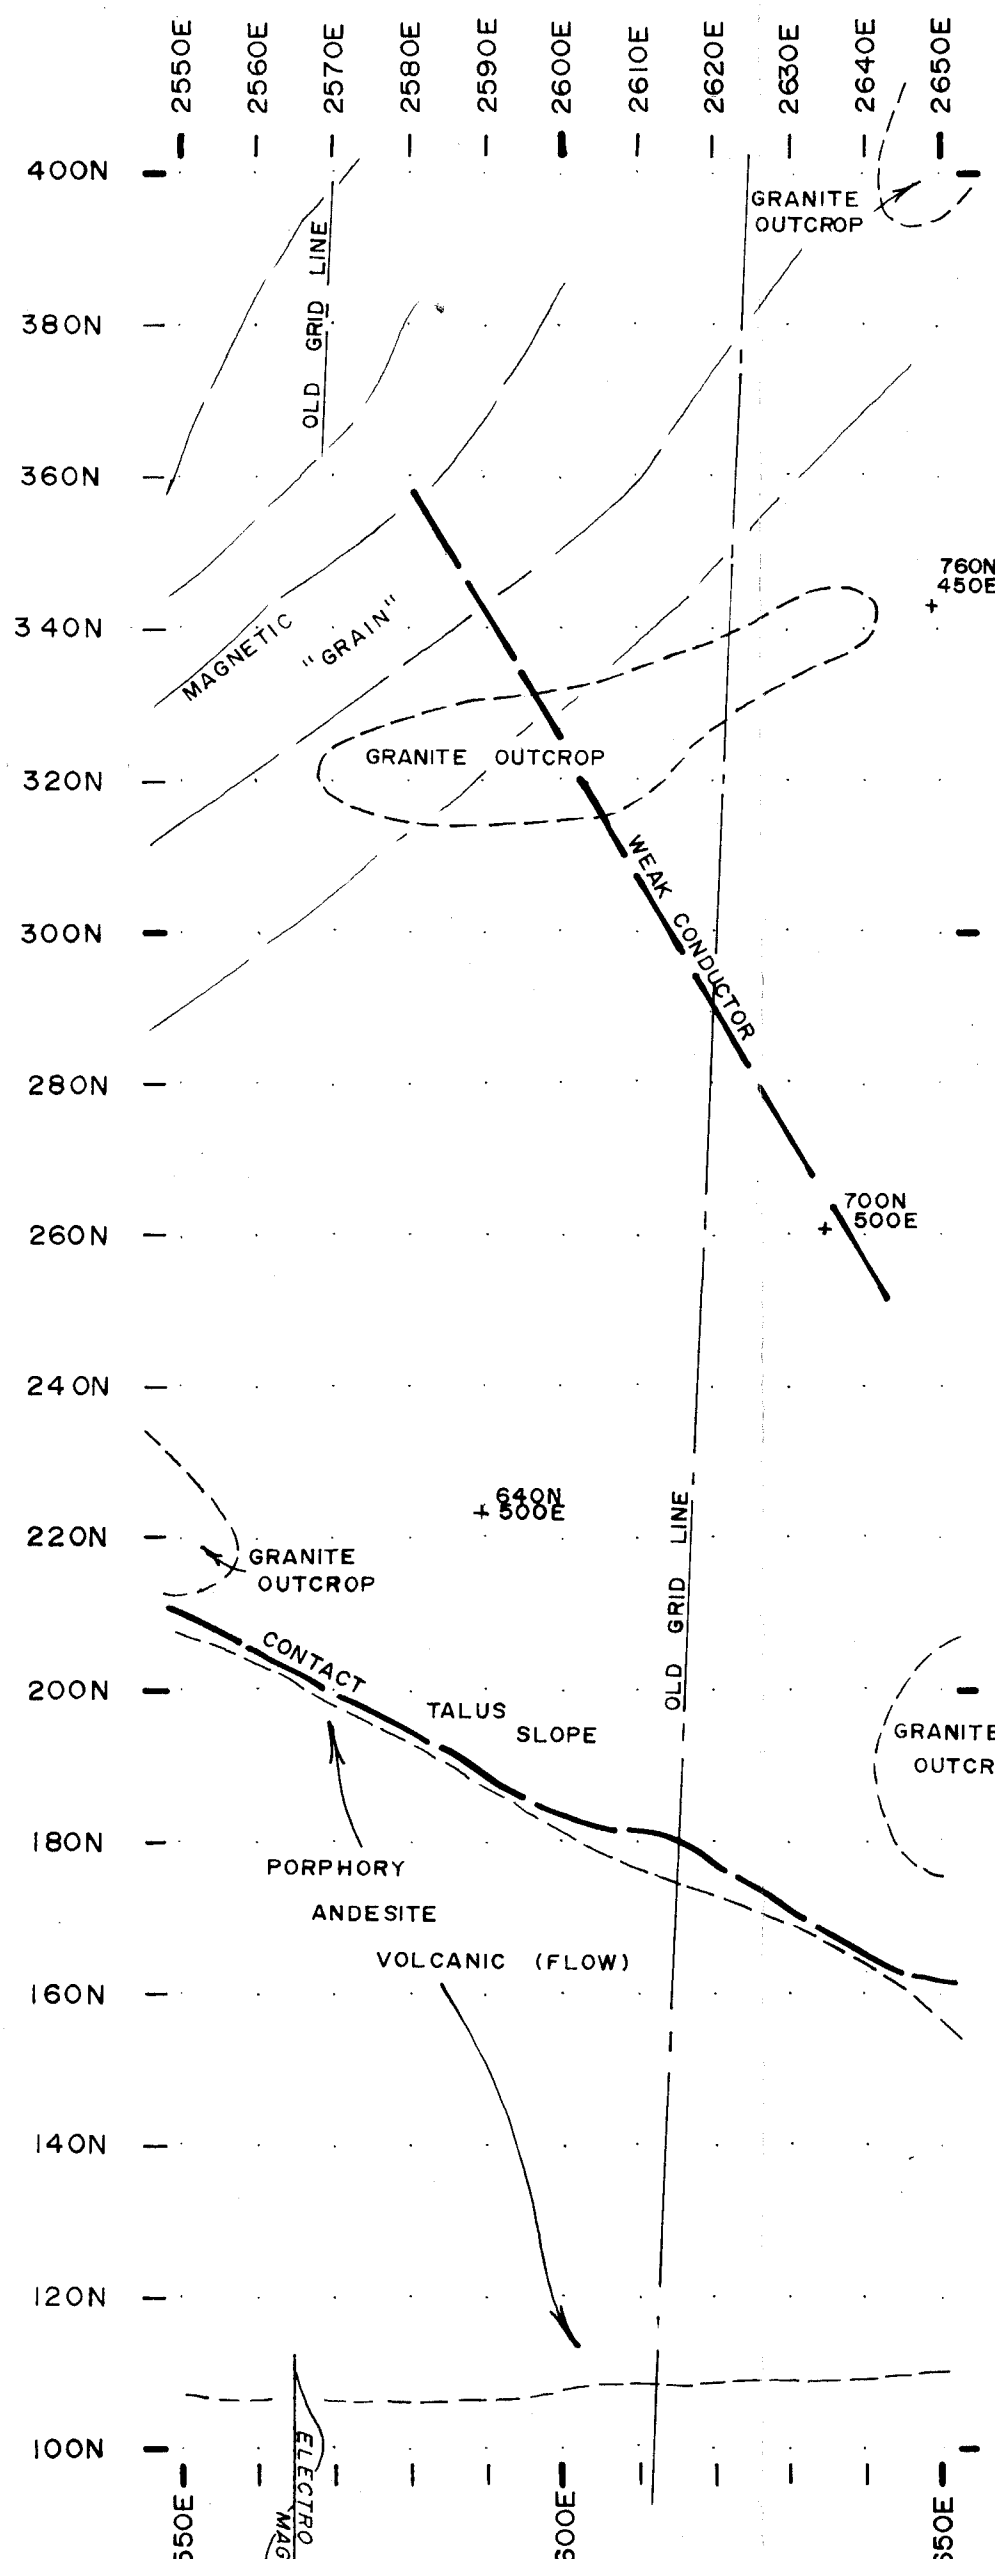 2550E
2560E
2570E
2580E
2590E
2600E
2610E
2620E
2630E
2640E
2650E
400N
GRANITE
OUTCROP
OLD GRID LINE
380N
360N
760N
450E
340N
MAGNETIC
"GRAIN"
GRANITE OUTCROP
320N
WEAK CONDUCTOR
300N
280N
700N
500E
260N
240N
640N
500E
220N
GRANITE
OUTCROP
OLD GRID LINE
CONTACT
200N
TALUS
SLOPE
GRANITE
OUTCR
180N
PORPHORY
ANDESITE
VOLCANIC (FLOW)
160N
140N
120N
100N
ELECTRO
MAG
550E
600E
650E